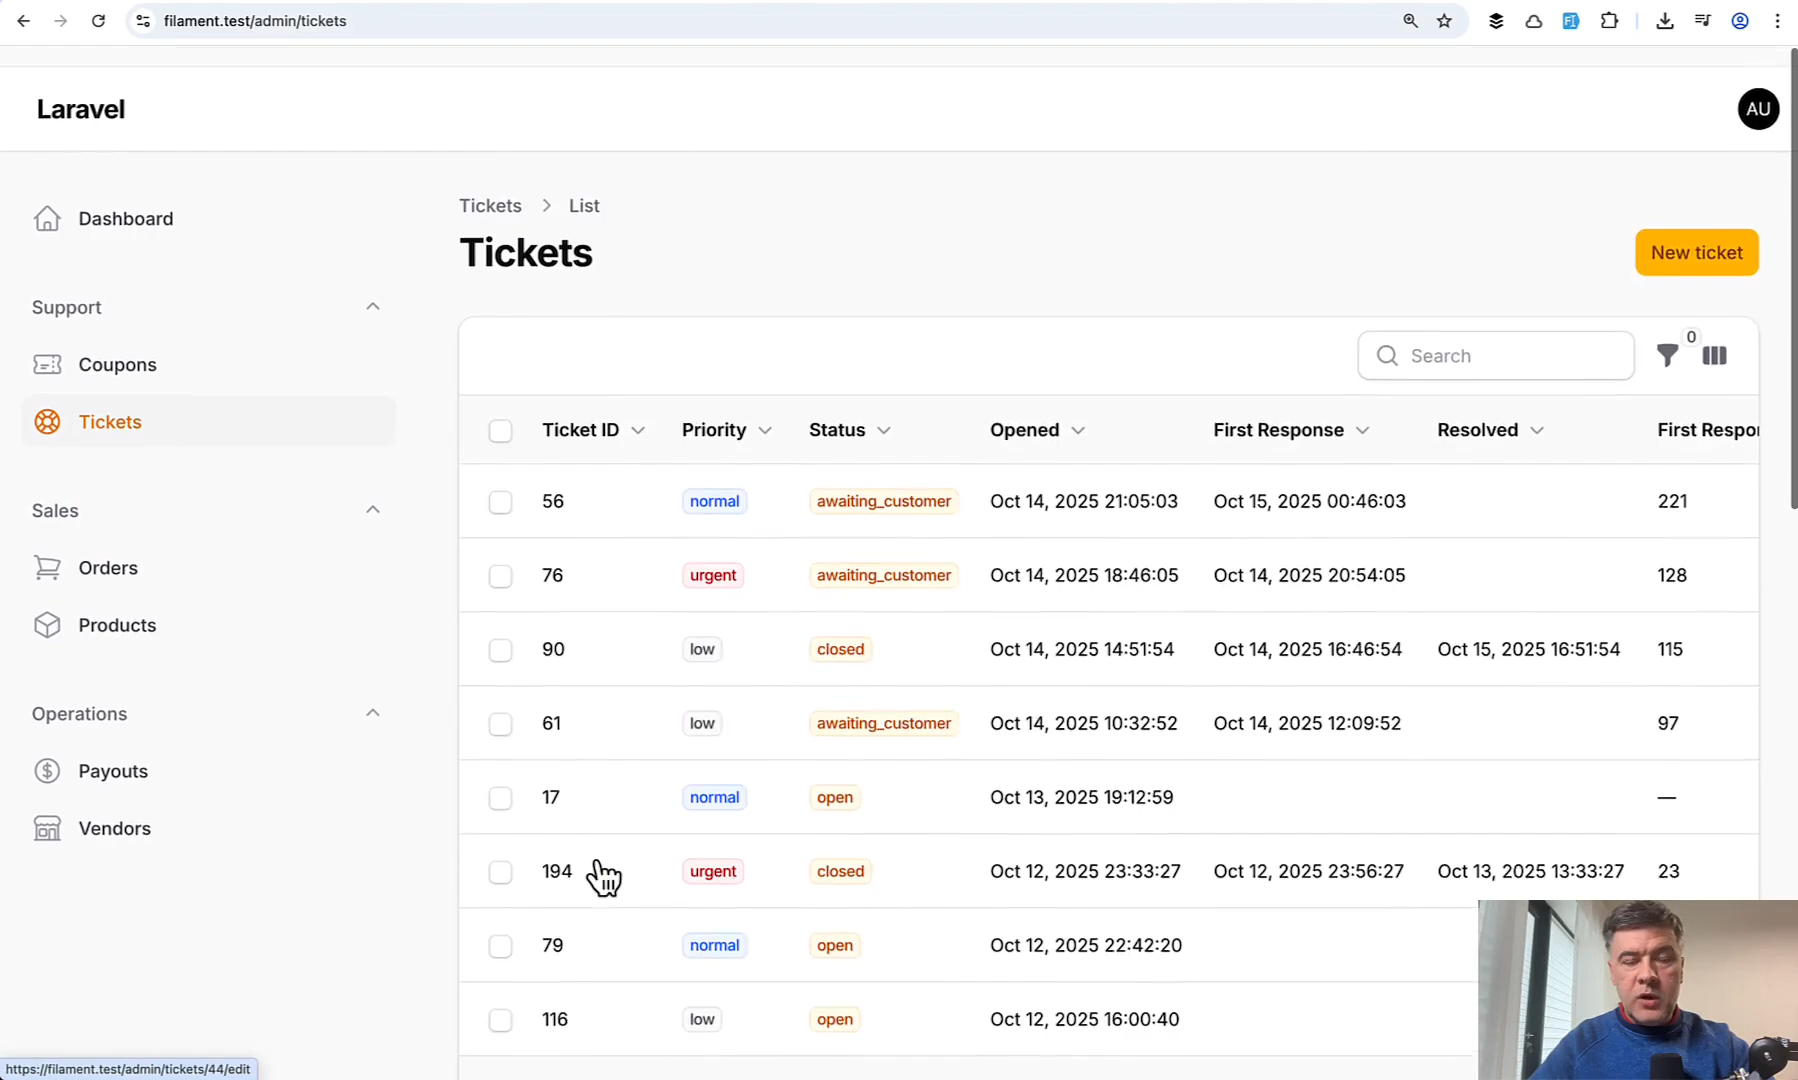 filament.test/admin/tickets
Laravel
AU
Dashboard
Support
Coupons
Tickets
Sales
Orders
Products
Operations
Payouts
Vendors
Tickets > List
Tickets
New ticket
Search
0
Ticket ID Priority Status Opened First Response Resolved First Respon
56 normal awaiting_customer Oct 14, 2025 21:05:03 Oct 15, 2025 00:46:03 221
76 urgent awaiting_customer Oct 14, 2025 18:46:05 Oct 14, 2025 20:54:05 128
90 low closed Oct 14, 2025 14:51:54 Oct 14, 2025 16:46:54 Oct 15, 2025 16:51:54 115
61 low awaiting_customer Oct 14, 2025 10:32:52 Oct 14, 2025 12:09:52 97
17 normal open Oct 13, 2025 19:12:59 —
194 urgent closed Oct 12, 2025 23:33:27 Oct 12, 2025 23:56:27 Oct 13, 2025 13:33:27 23
79 normal open Oct 12, 2025 22:42:20
116 low open Oct 12, 2025 16:00:40
https://filament.test/admin/tickets/44/edit